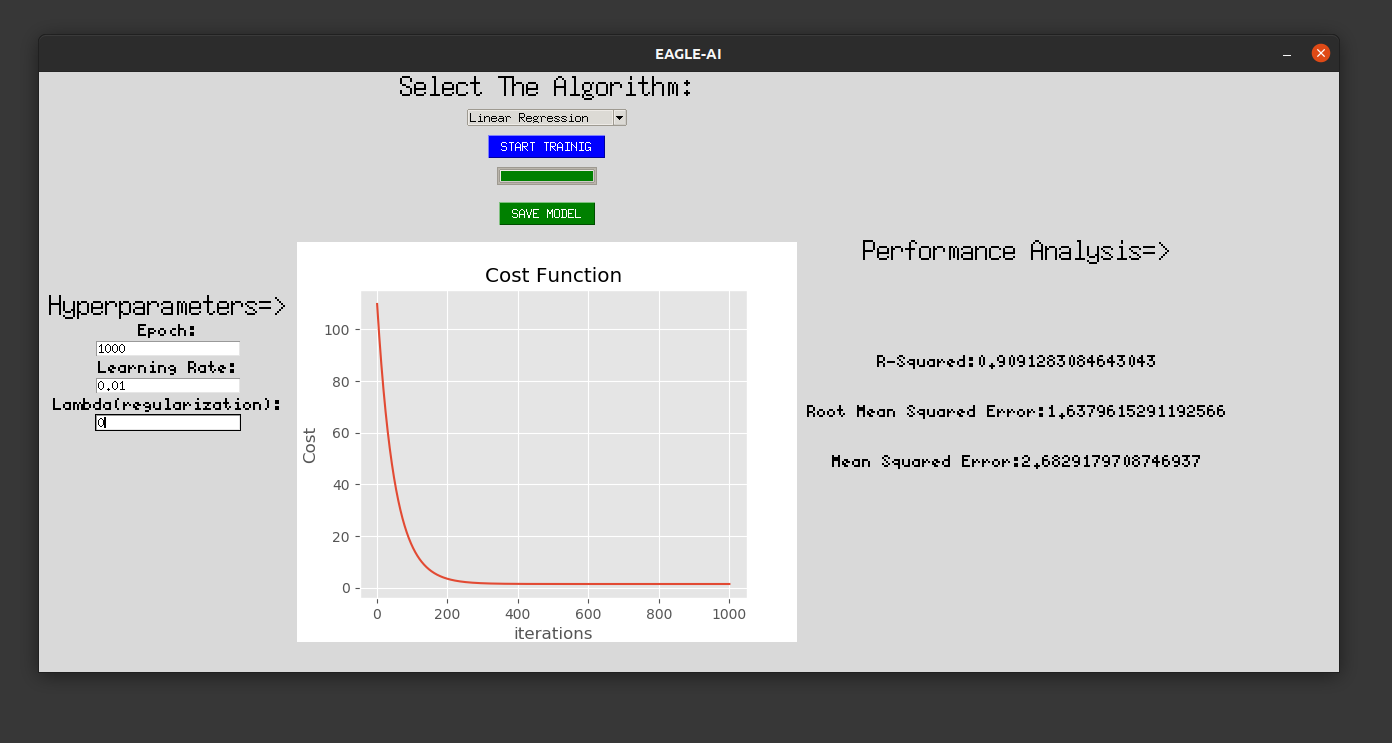 EAGLE-AI
Select The Algorithm:
Linear Regression
START TRAINIG
SAVE MODEL
Hyperparameters=>
Epoch:
1000
Learning Rate:
0.01
Lambda(regularization):
0
Cost Function
100
80
60
40
20
0
Cost
0 200 400 600 800 1000
iterations
Performance Analysis=>
R-Squared:0.9091283084643043
Root Mean Squared Error:1.6379615291192566
Mean Squared Error:2.6829179708746937